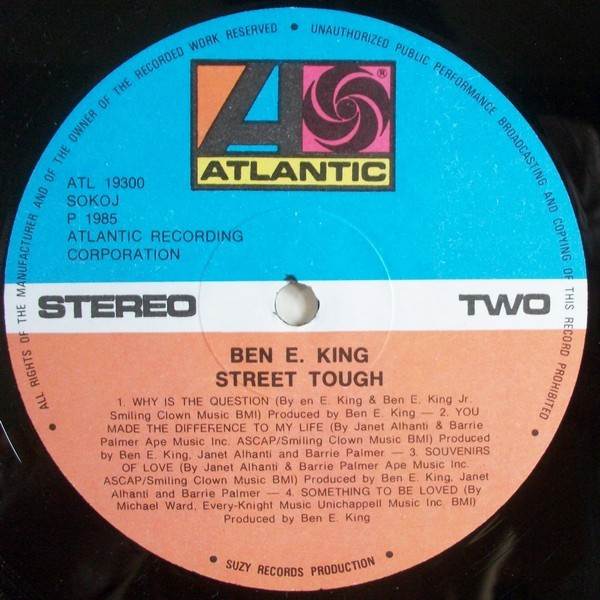 ALL RIGHTS OF THE MANUFACTURER AND OF THE OWNER OF THE RECORDED WORK RESERVED • UNAUTHORIZED PUBLIC PERFORMANCE BROADCASTING AND COPYING OF THIS RECORD PROHIBITED •
A ®
ATLANTIC
ATL 19300
SOKOJ
P 1985
ATLANTIC RECORDING
CORPORATION
STEREO TWO
BEN E. KING
STREET TOUGH
1. WHY IS THE QUESTION (By en E. King & Ben E. King Jr.
Smiling Clown Music BMI) Produced by Ben E. King — 2. YOU
MADE THE DIFFERENCE TO MY LIFE (By Janet Alhanti & Barrie
Palmer Ape Music Inc. ASCAP/Smiling Clown Music BMI) Produced
by Ben E. King, Janet Alhanti and Barrie Palmer — 3. SOUVENIRS
OF LOVE (By Janet Alhanti & Barrie Palmer Ape Music Inc.
ASCAP/Smiling Clown Music BMI) Produced by Ben E. King, Janet
Alhanti and Barrie Palmer — 4. SOMETHING TO BE LOVED (By
Michael Ward, Every-Knight Music Unichappell Music Inc. BMI)
Produced by Ben E. King
• SUZY RECORDS PRODUCTION •